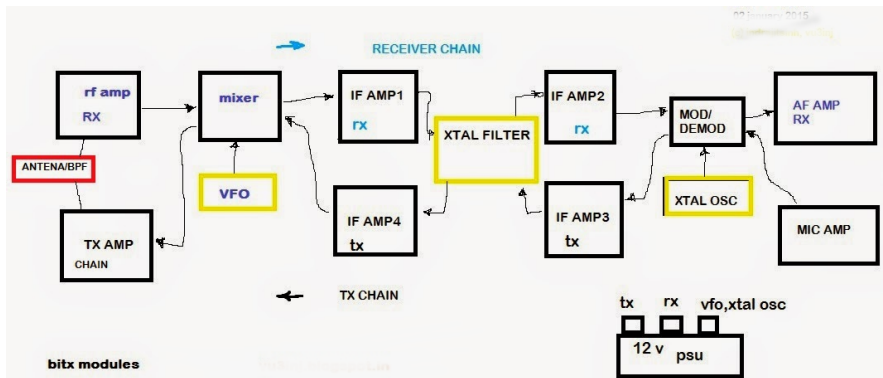 RECEIVER CHAIN
rf amp
RX
mixer
IF AMP1
rx
XTAL FILTER
IF AMP2
rx
MOD/
DEMOD
AF AMP
RX
ANTENA/BPF
VFO
XTAL OSC
TX AMP
CHAIN
IF AMP4
tx
IF AMP3
tx
MIC AMP
TX CHAIN
tx rx vfo,xtal osc
12 v psu
bitx modules